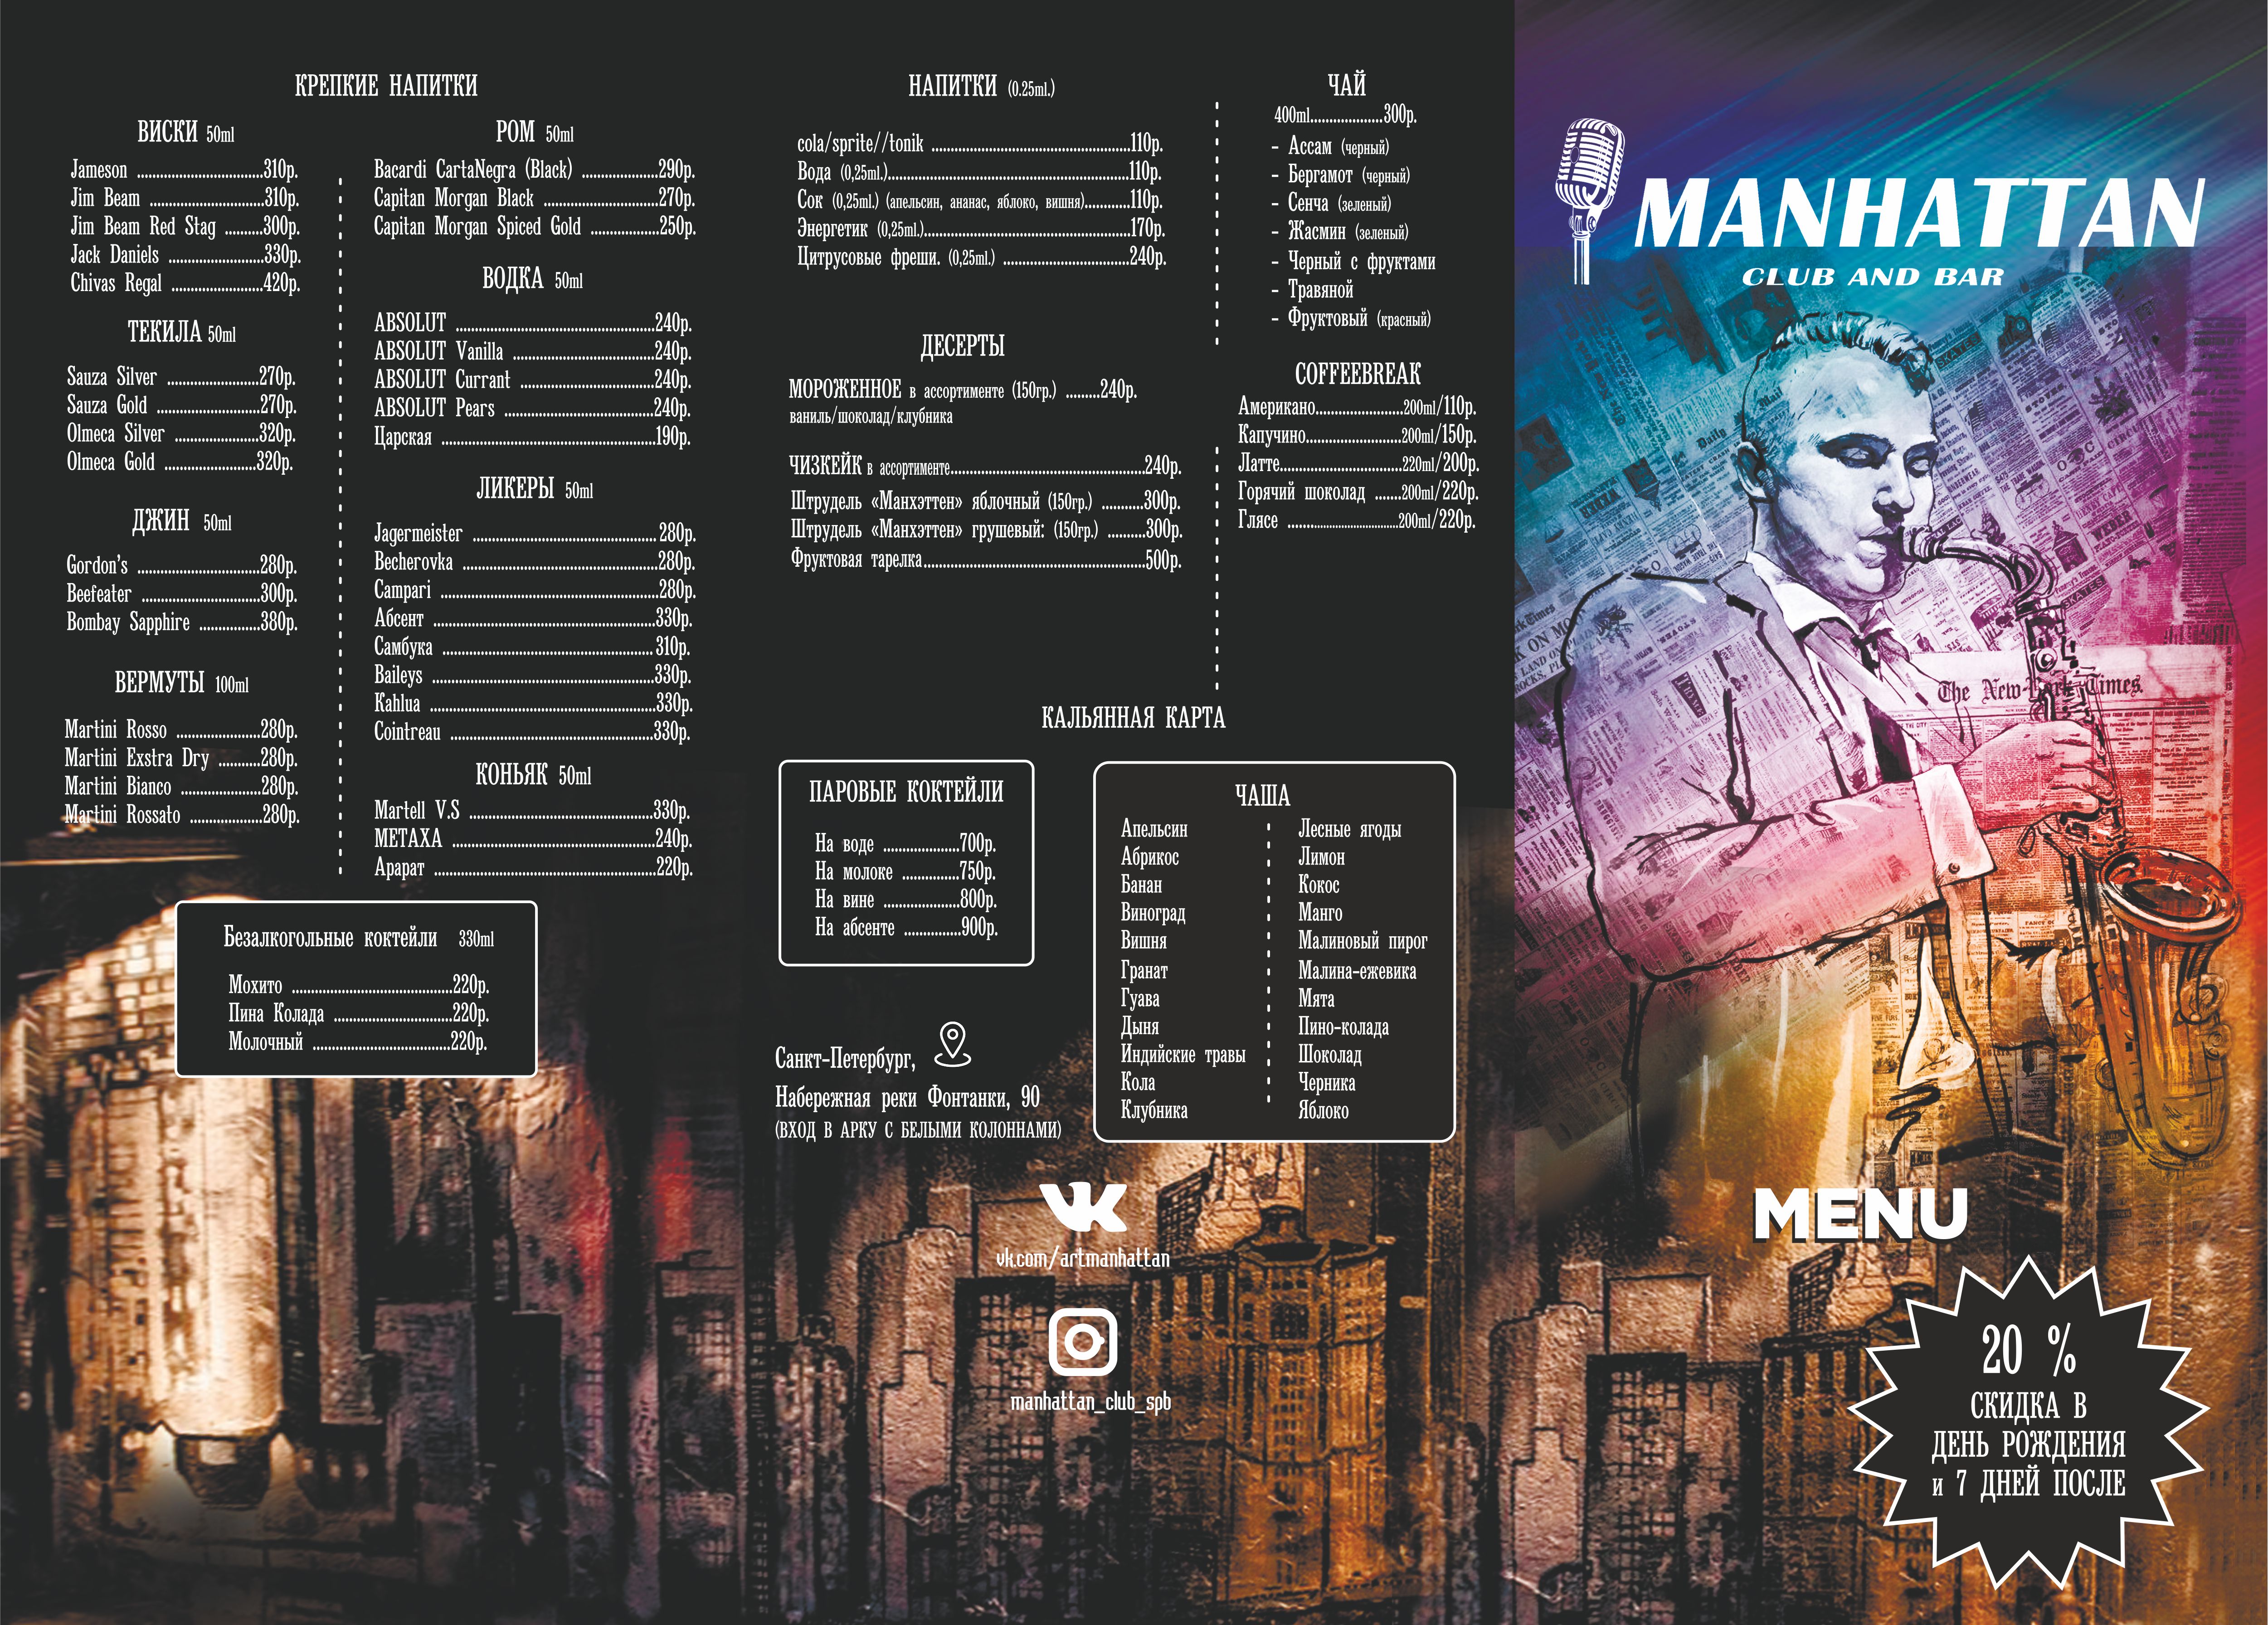 КРЕПКИЕ НАПИТКИ
ВИСКИ 50ml
Jameson .................................310р.
Jim Beam ..............................310р.
Jim Beam Red Stag ..........300р.
Jack Daniels .........................330р.
Chivas Regal ........................420р.
ТЕКИЛА 50ml
Sauza Silver ........................270р.
Sauza Gold ...........................270р.
Olmeca Silver ......................320р.
Olmeca Gold ........................320р.
ДЖИН 50ml
Gordon's ................................280р.
Beefeater ...............................300р.
Bombay Sapphire ................380р.
ВЕРМУТЫ 100ml
Martini Rosso ......................280р.
Martini Exstra Dry ...........280р.
Martini Bianco .....................280р.
Martini Rossato ...................280р.
РОМ 50ml
Bacardi CartaNegra (Black) ....................290р.
Capitan Morgan Black ..............................270р.
Capitan Morgan Spiced Gold ..................250р.
ВОДКА 50ml
ABSOLUT ....................................................240р.
ABSOLUT Vanilla .....................................240р.
ABSOLUT Currant ...................................240р.
ABSOLUT Pears .......................................240р.
Царская ........................................................190р.
ЛИКЕРЫ 50ml
Jagermeister ................................................280р.
Becherovka ...................................................280р.
Campari .........................................................280р.
Абсент ..........................................................330р.
Самбука .......................................................310р.
Baileys ..........................................................330р.
Kahlua ...........................................................330р.
Cointreau .....................................................330р.
КОНЬЯК 50ml
Martell V.S ................................................330р.
МЕТАХА .....................................................240р.
Арарат ..........................................................220р.
Безалкогольные коктейли 330ml
Мохито ..........................................220р.
Пина Колада ...............................220р.
Молочный ....................................220р.
НАПИТКИ (0.25ml.)
cola/sprite//tonik ....................................................110р.
Вода (0,25ml.)...............................................................110р.
Сок (0,25ml.) (апельсин, ананас, яблоко, вишня)............110р.
Энергетик (0,25ml.)......................................................170р.
Цитрусовые фреши. (0,25ml.) .................................240р.
ДЕСЕРТЫ
МОРОЖЕННОЕ в ассортименте (150гр.) .........240р.
ваниль/шоколад/клубника
ЧИЗКЕЙК в ассортименте...................................................240р.
Штрудель «Манхэттен» яблочный (150гр.) ...........300р.
Штрудель «Манхэттен» грушевый: (150гр.) ..........300р.
Фруктовая тарелка..........................................................500р.
ЧАЙ
400ml...................300р.
- Ассам (черный)
- Бергамот (черный)
- Сенча (зеленый)
- Жасмин (зеленый)
- Черный с фруктами
- Травяной
- Фруктовый (красный)
COFFEEBREAK
Американо.......................200ml/110р.
Капучино.........................200ml/150р.
Латте................................220ml/200р.
Горячий шоколад .......200ml/220р.
Глясе ....................................200ml/220р.
КАЛЬЯННАЯ КАРТА
ПАРОВЫЕ КОКТЕЙЛИ
На воде ....................700р.
На молоке ...............750р.
На вине ....................800р.
На абсенте ...............900р.
ЧАША
Апельсин
Абрикос
Банан
Виноград
Вишня
Гранат
Гуава
Дыня
Индийские травы
Кола
Клубника
Лесные ягоды
Лимон
Кокос
Манго
Малиновый пирог
Малина-ежевика
Мята
Пино-колада
Шоколад
Черника
Яблоко
Санкт-Петербург,
Набережная реки Фонтанки, 90
(ВХОД В АРКУ С БЕЛЫМИ КОЛОННАМИ)
vk.com/artmanhattan
manhattan_club_spb
MANHATTAN
CLUB AND BAR
The New York Times.
MENU
20 %
СКИДКА В
ДЕНЬ РОЖДЕНИЯ
и 7 ДНЕЙ ПОСЛЕ